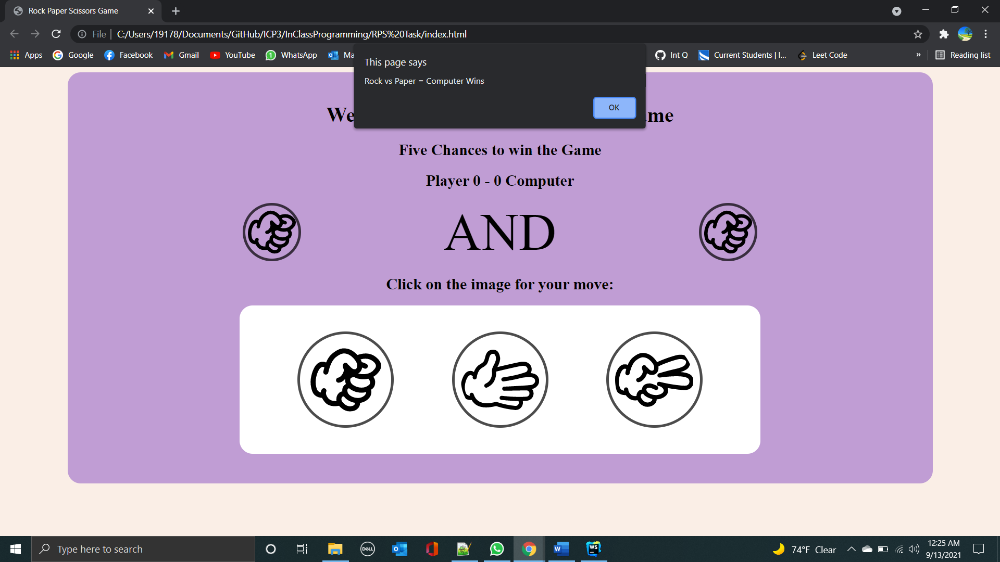 Rock Paper Scissors Game
File | C:/Users/19178/Documents/GitHub/ICP3/InClassProgramming/RPS%20Task/index.html
Apps Google Facebook Gmail YouTube WhatsApp Ma Int Q Current Students | I... Leet Code » Reading list
This page says
Rock vs Paper = Computer Wins
OK
We
me
Five Chances to win the Game
Player 0 - 0 Computer
AND
Click on the image for your move:
Type here to search
DELL
W
WS
74°F Clear
12:25 AM
9/13/2021